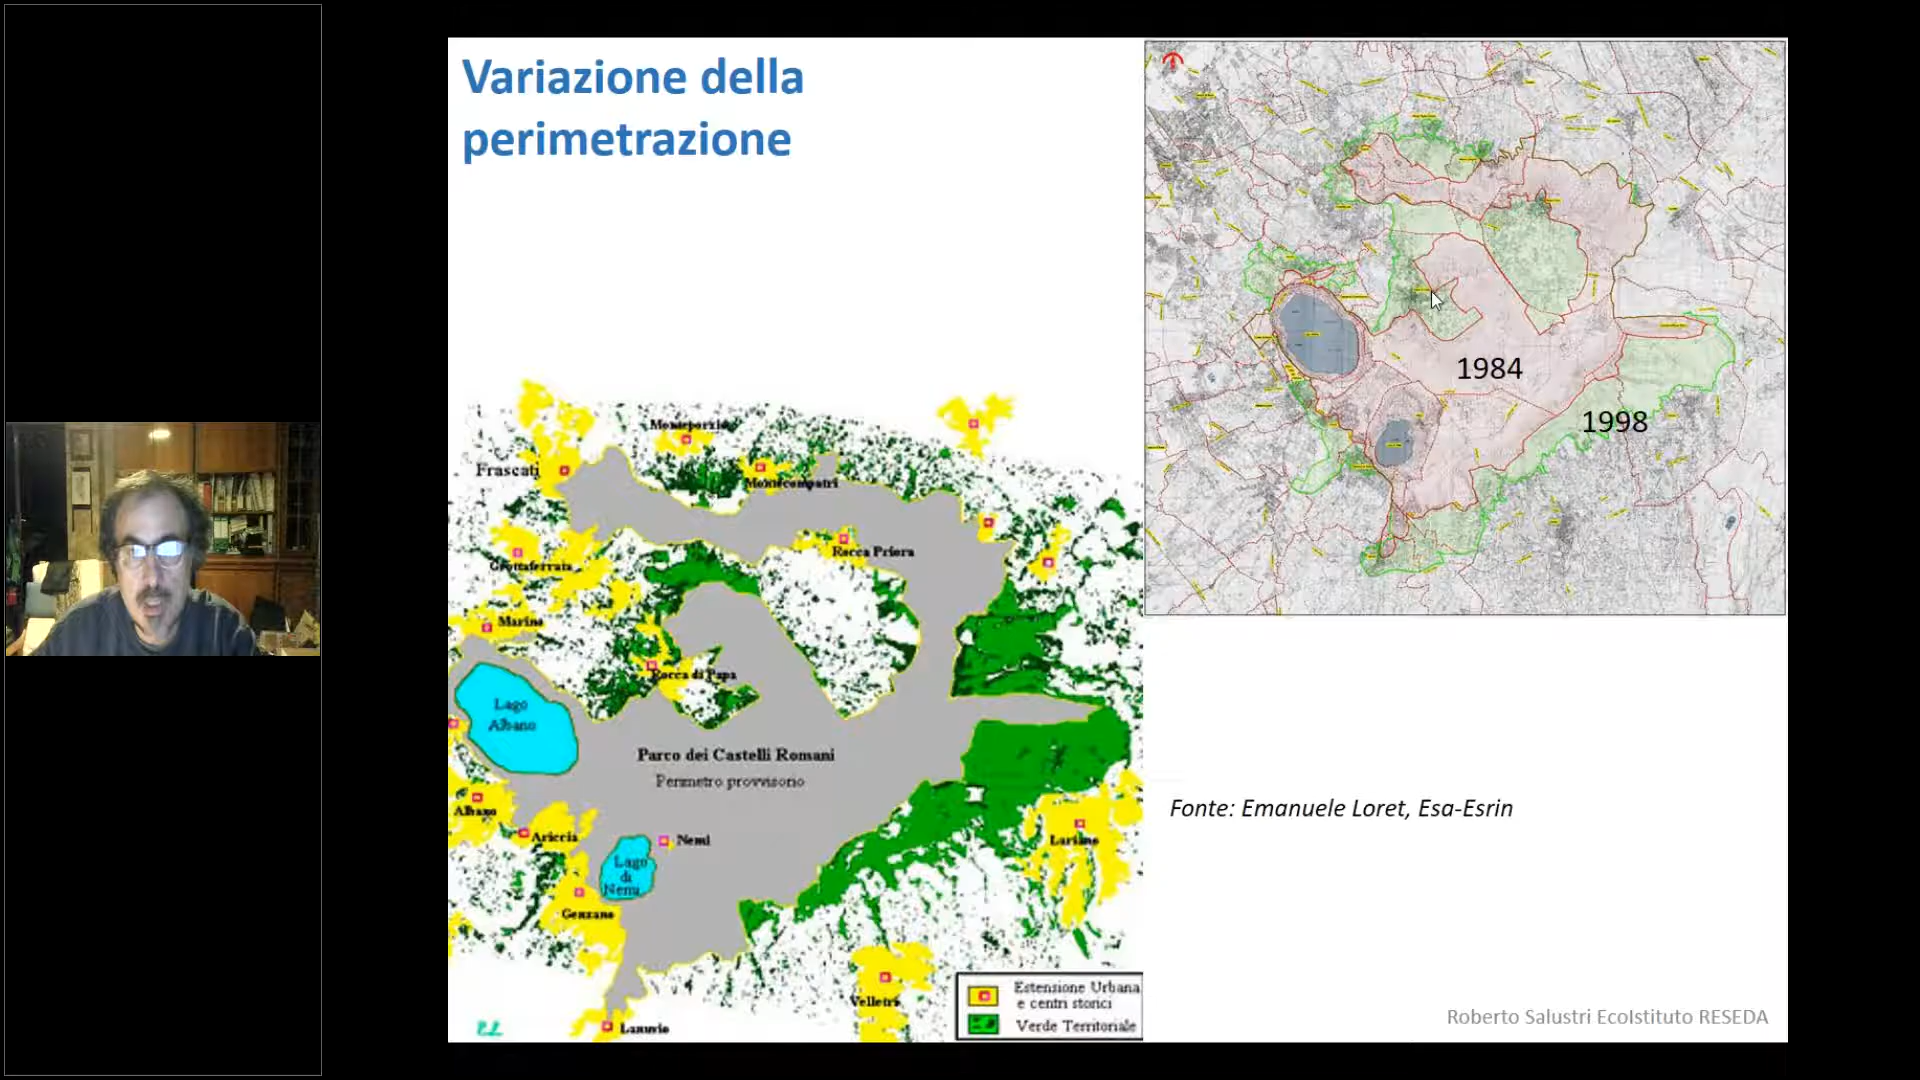 Variazione della
perimetrazione
1984
1998
Monteporzio
Frascati
Montecompatri
Rocca Priora
Grottaferrata
Marino
Rocca di Papa
Lago
Albano
Parco dei Castelli Romani
Perimetro provvisorio
Albano
Ariccia
Nemi
Lago
di
Nemi
Genzano
Lariano
Velletri
Lanuvio
Estensione Urbana
e centri storici
Verde Territoriale
Fonte: Emanuele Loret, Esa-Esrin
Roberto Salustri EcoIstituto RESEDA